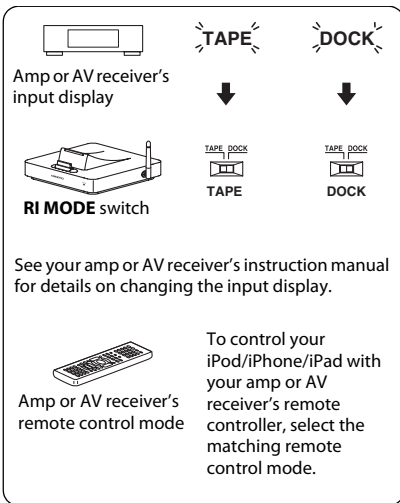 TAPE DOCK
Amp or AV receiver's
input display
TAPE DOCK TAPE DOCK
TAPE DOCK
RI MODE switch
See your amp or AV receiver's instruction manual
for details on changing the input display.
To control your
iPod/iPhone/iPad with
your amp or AV
receiver's remote
controller, select the
matching remote
control mode.
Amp or AV receiver's
remote control mode